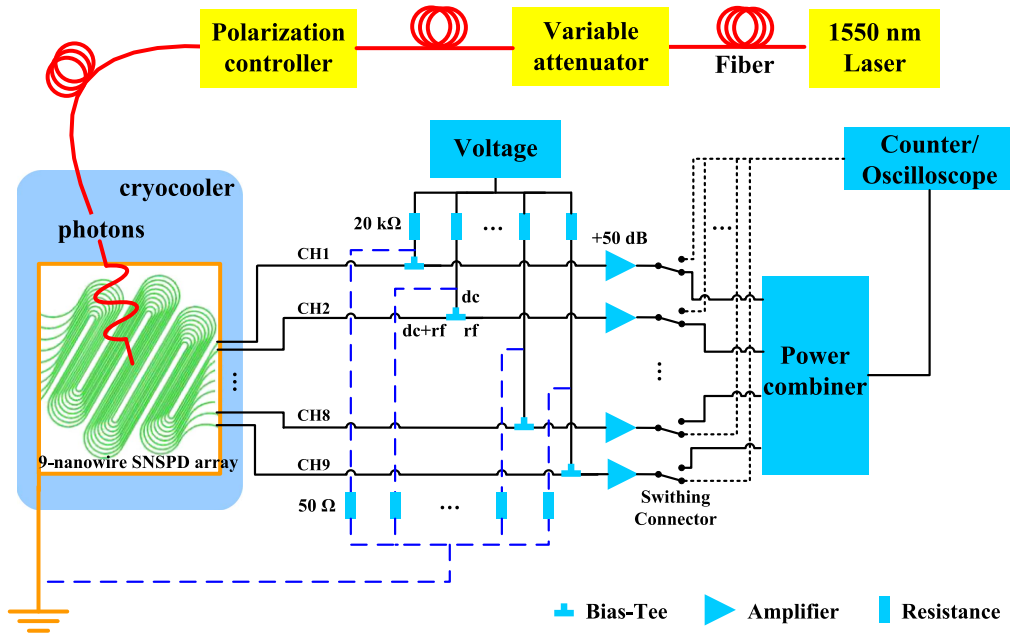 Polarization
controller
Variable
attenuator
Fiber
1550 nm
Laser
Voltage
Counter/
Oscilloscope
cryocooler
photons
20 kΩ
...
+50 dB
...
CH1
CH2
dc
dc+rf
rf
...
...
Power
combiner
CH8
CH9
9-nanowire SNSPD array
50 Ω
...
Swithing
Connector
Bias-Tee
Amplifier
Resistance